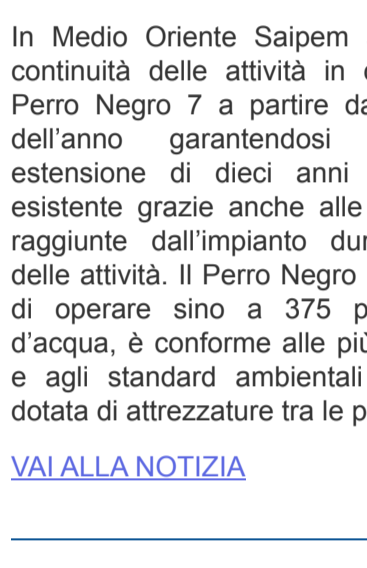 In Medio Oriente Saipem
continuità delle attività in
Perro Negro 7 a partire
dell'anno garantendosi
estensione di dieci anni
esistente grazie anche alle
raggiunte dall'impianto
delle attività. Il Perro Negro
di operare sino a 375
d'acqua, è conforme alle più
e agli standard ambientali
dotata di attrezzature tra le
VAI ALLA NOTIZIA